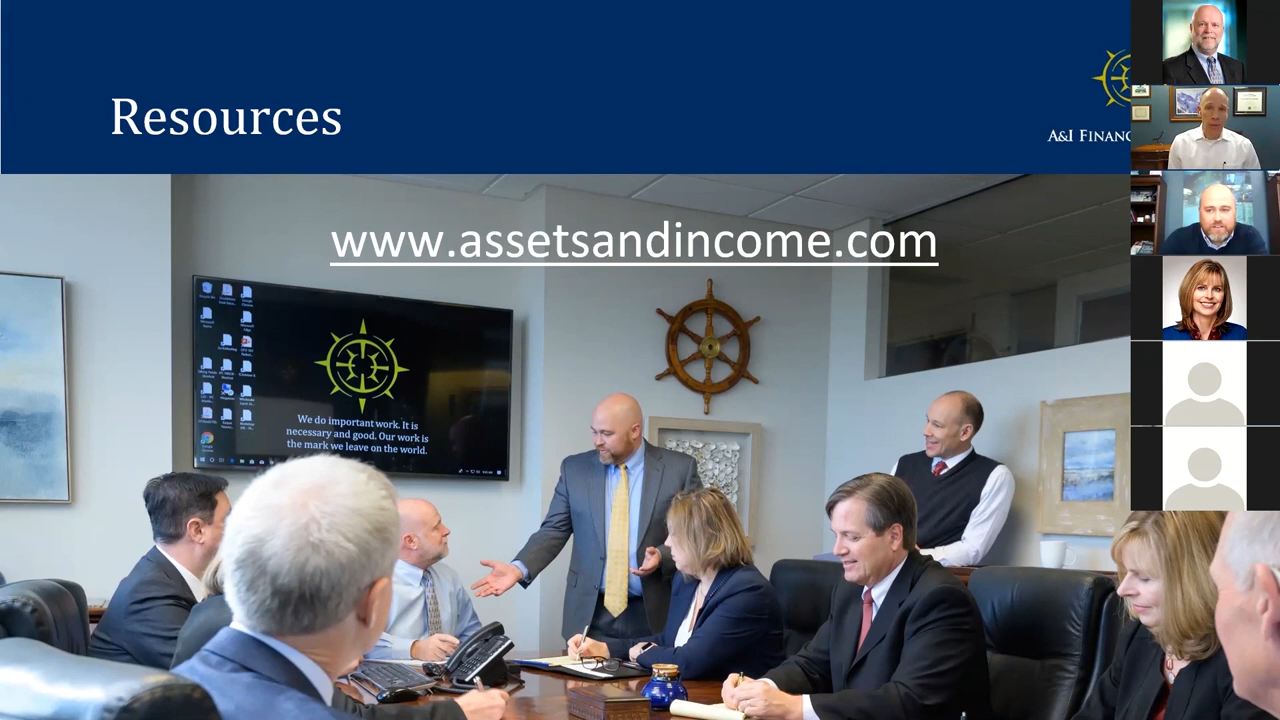 Resources
A&I FINANC
www.assetsandincome.com
We do important work. It is
necessary and good. Our work is
the mark we leave on the world.